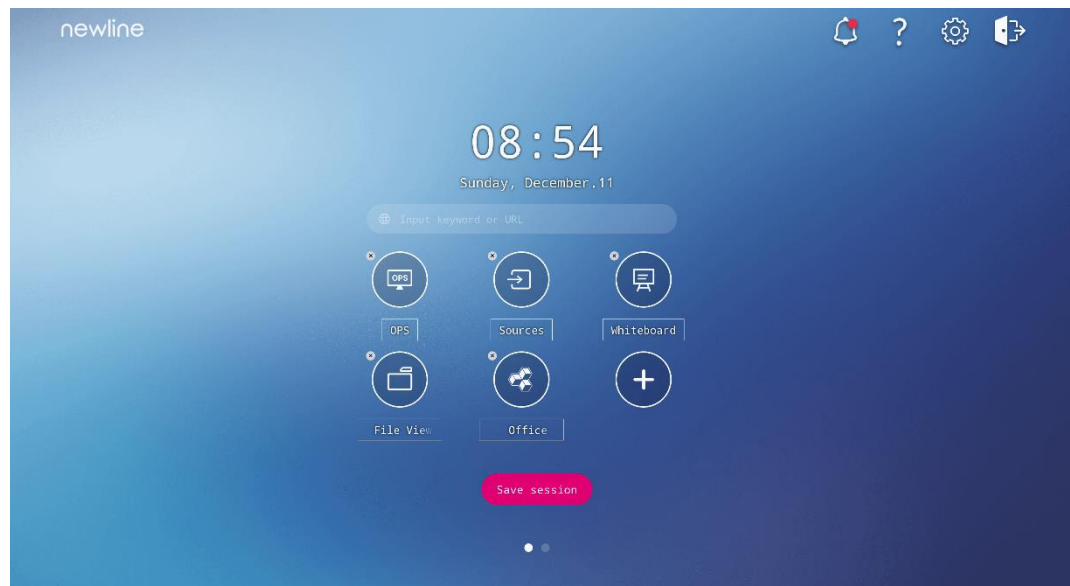 newline
?
08:54
Sunday, December.11
Input keyword or URL
OPS
OPS Sources Whiteboard
File View Office
Save session